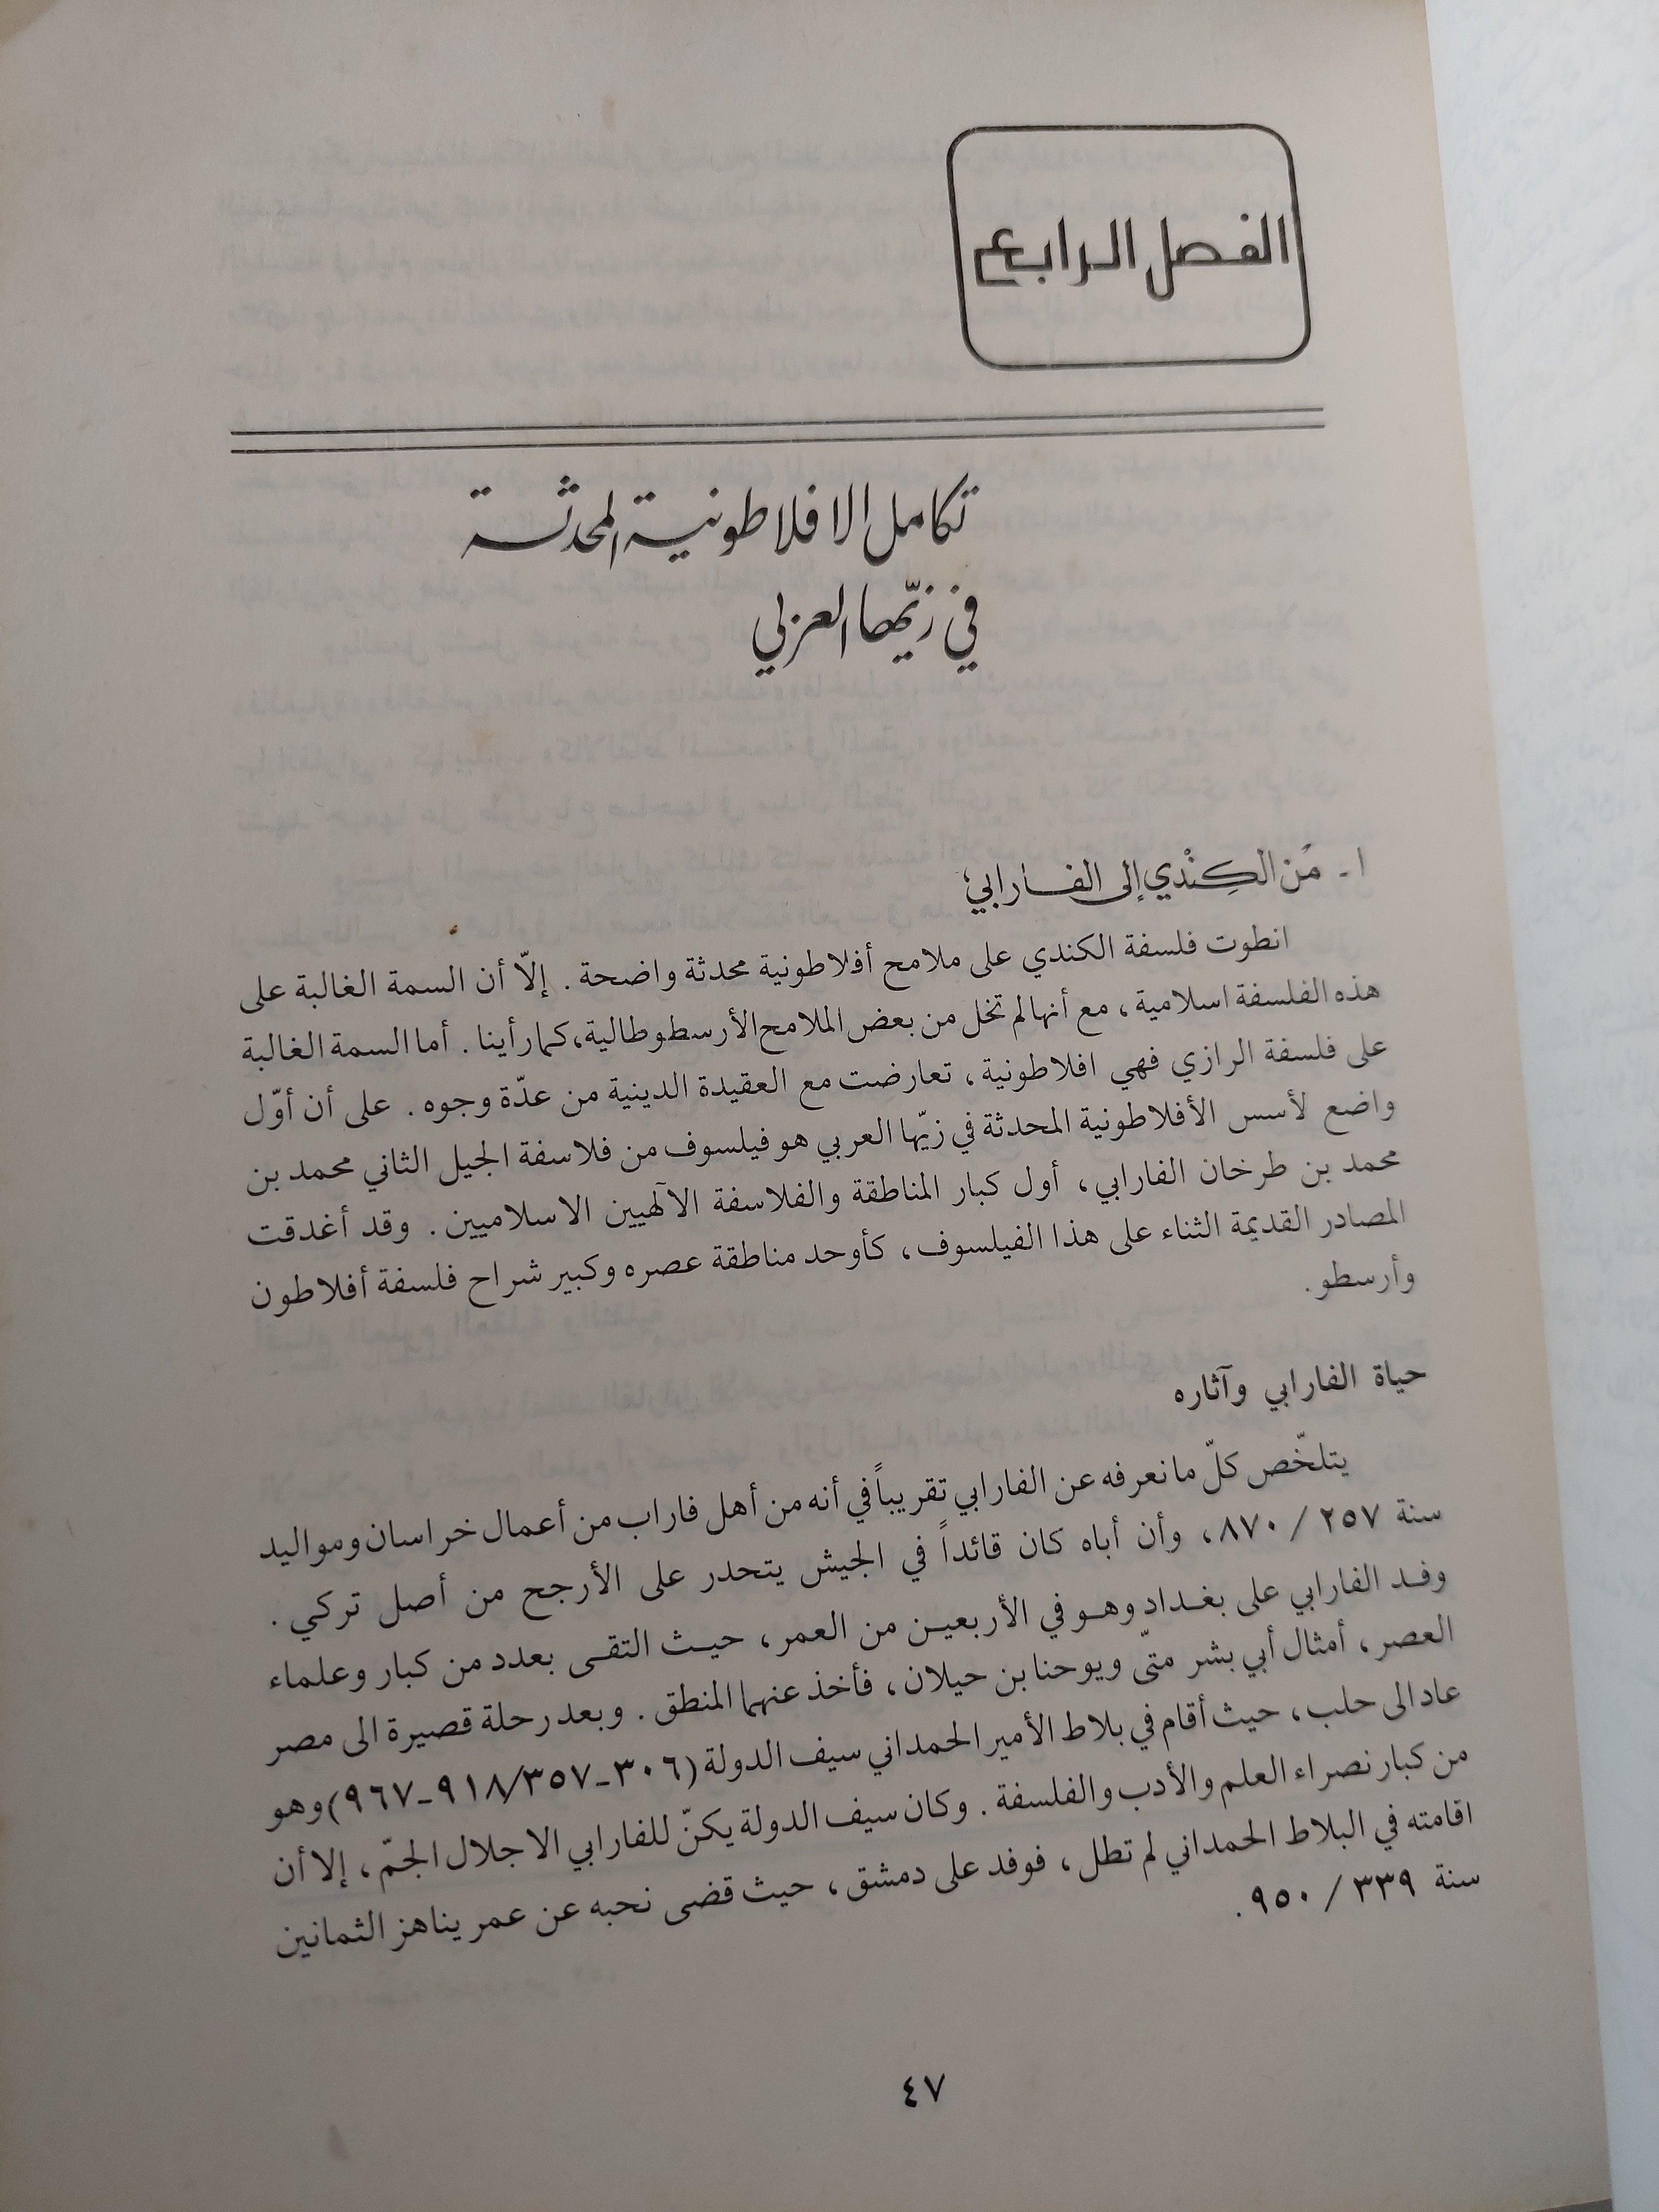 الفصل الرابع
تكامل الافلاطونية المحدثة
في زيّها العربي
١ - من الكِنْدي إلى الفارابي
انطوت فلسفة الكندي على ملامح أفلاطونية محدثة واضحة . إلاّ أن السمة الغالبة على
هذه الفلسفة اسلامية ، مع أنها لم تخل من بعض الملامح الأرسطوطالية، كما رأينا . أما السمة الغالبة
على فلسفة الرازي فهي افلاطونية ، تعارضت مع العقيدة الدينية من عدّة وجوه . على أن أوّل
واضع لأسس الأفلاطونية المحدثة في زيّها العربي هو فيلسوف من فلاسفة الجيل الثاني محمد بن
محمد بن طرخان الفارابي ، أول كبار المناطقة والفلاسفة الآلهيين الاسلاميين . وقد أغدقت
المصادر القديمة الثناء على هذا الفيلسوف ، كأوحد مناطقة عصره وكبير شراح فلسفة أفلاطون
وأرسطو .
حياة الفارابي وآثاره
يتلخّص كلّ ما نعرفه عن الفارابي تقريباً في أنه من أهل فاراب من أعمال خراسان ومواليد
سنة ٢٥٧ / ٨٧٠ ، وأن أباه كان قائداً في الجيش يتحدر على الأرجح من أصل تركي .
وفد الفارابي على بغداد وهو في الأربعين من العمر ، حيث التقى بعدد من كبار وعلماء
العصر ، أمثال أبي بشر متّى ويوحنا بن حيلان ، فأخذ عنهما المنطق . وبعد رحلة قصيرة الى مصر
عاد الى حلب ، حيث أقام في بلاط الأمير الحمداني سيف الدولة (٣٠٦ـ٣٥٧/٩١٨ـ٩٦٧) وهو
من كبار نصراء العلم والأدب والفلسفة . وكان سيف الدولة يكنّ للفارابي الاجلال الجمّ ، إلا أن
اقامته في البلاط الحمداني لم تطل ، فوفد على دمشق ، حيث قضى نحبه عن عمر يناهز الثمانين
سنة ٣٣٩ / ٩٥٠ .
٤٧